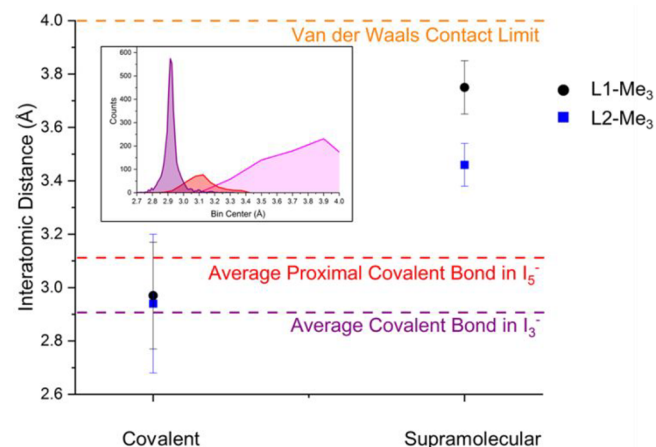 4.0
3.8
3.6
3.4
3.2
3.0
2.8
2.6
Interatomic Distance (Å)
Van der Waals Contact Limit
600
500
400
300
200
100
0
Counts
2.7 2.8 2.9 3.0 3.1 3.2 3.3 3.4 3.5 3.6 3.7 3.8 3.9 4.0
Bin Center (Å)
L1-Me₃
L2-Me₃
Average Proximal Covalent Bond in I₅⁻
Average Covalent Bond in I₃⁻
Covalent
Supramolecular